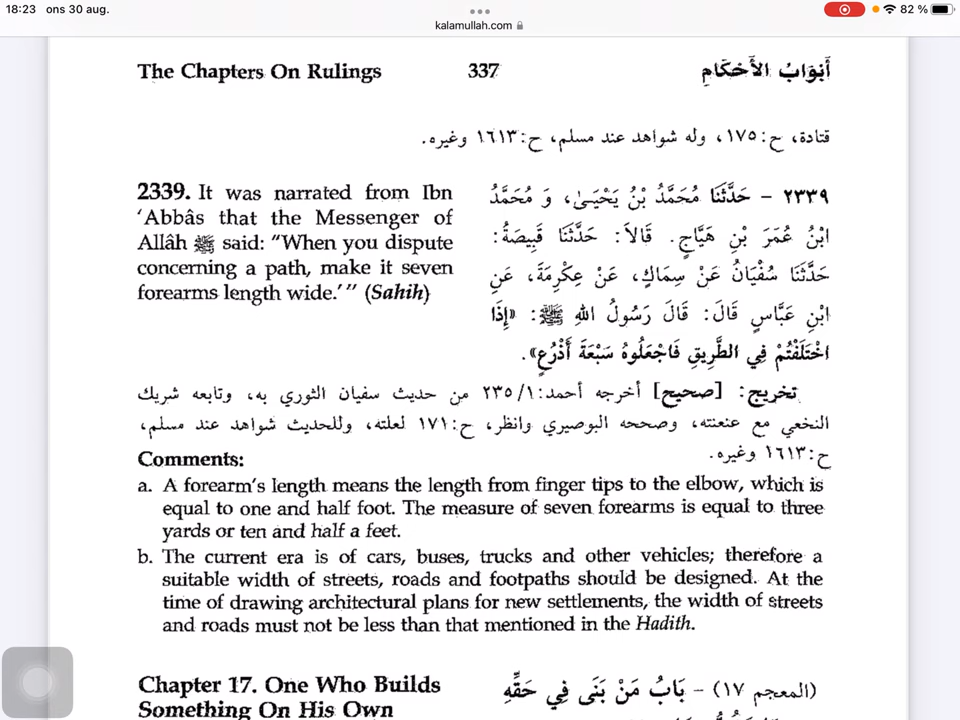 18:23 ons 30 aug.
82 %
kalamullah.com
The Chapters On Rulings 337 أَبْوَابُ الأَحْكَامِ
قتادة، ح:١٧٥، وله شواهد عند مسلم، ح:١٦١٣ وغيره.
2339. It was narrated from Ibn
‘Abbâs that the Messenger of
Allâh ﷺ said: “When you dispute
concerning a path, make it seven
forearms length wide.’” (Sahih)
٢٣٣٩ - حَدَّثَنَا مُحَمَّدُ بْنُ يَحْيَىٰ، وَ مُحَمَّدُ
ابْنُ عُمَرَ بْنِ هَيَّاجٍ. قَالاَ: حَدَّثَنَا قَبِيصَةُ:
حَدَّثَنَا سُفْيَانُ عَنْ سِمَاكٍ، عَنْ عِكْرِمَةَ، عَنِ
ابْنِ عَبَّاسٍ قَالَ: قَالَ رَسُولُ اللهِ ﷺ: «إِذَا
اخْتَلَفْتُمْ فِي الطَّرِيقِ فَاجْعَلُوهُ سَبْعَةَ أَذْرُعٍ».
تخريج: [صحيح] أخرجه أحمد:١/ ٢٣٥ من حديث سفيان الثوري به، وتابعه شريك
النخعي مع عنعنته، وصححه البوصيري وانظر، ح:١٧١ لعلته، وللحديث شواهد عند مسلم،
ح:١٦١٣ وغيره.
Comments:
a. A forearm's length means the length from finger tips to the elbow, which is
equal to one and half foot. The measure of seven forearms is equal to three
yards or ten and half a feet.
b. The current era is of cars, buses, trucks and other vehicles; therefore a
suitable width of streets, roads and footpaths should be designed. At the
time of drawing architectural plans for new settlements, the width of streets
and roads must not be less than that mentioned in the Hadith.
Chapter 17. One Who Builds
Something On His Own
(المعجم ١٧) - بَابُ مَنْ بَنَى فِي حَقِّهِ